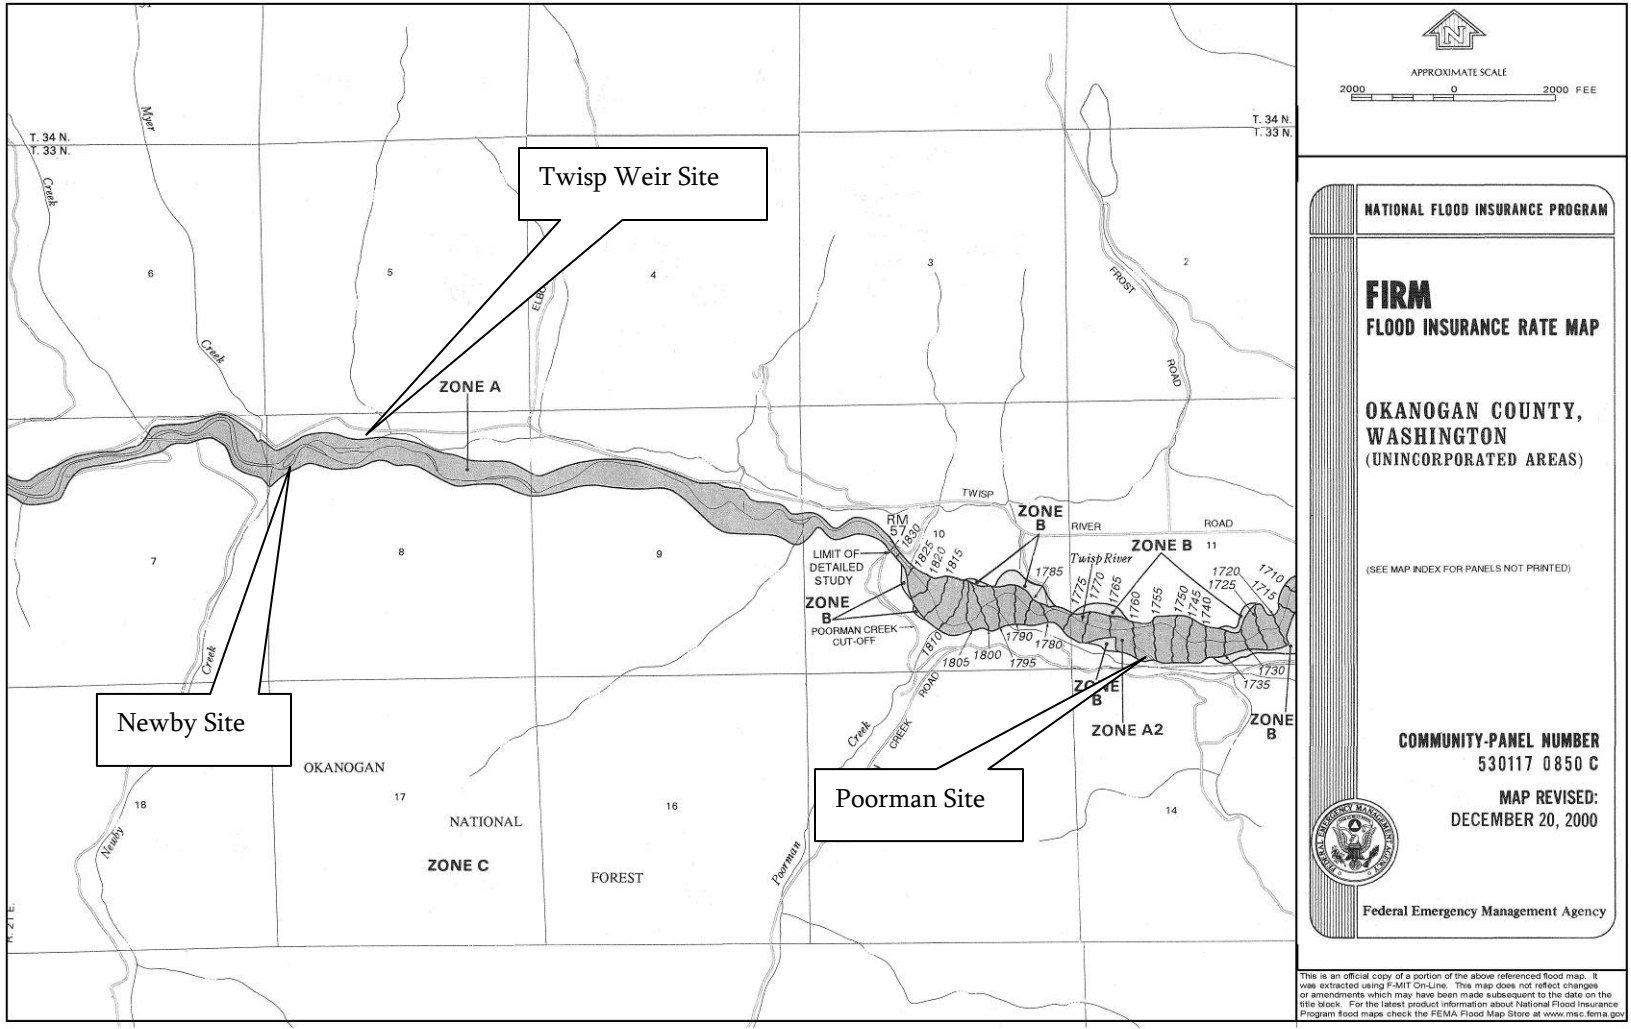 31
T. 34 N.
T. 33 N.
Myer
Creek
Creek
Twisp Weir Site
6
5
4
3
2
ELBO
FROST
ROAD
T. 34 N.
T. 33 N.
ZONE A
TWISP
RIVER
ROAD
RM
57
1830
1825
1820
1815
10
ZONE
B
ZONE B
11
Twisp River
LIMIT OF
DETAILED
STUDY
ZONE
B
POORMAN CREEK
CUT-OFF
1785
1775
1770
1765
1760
1755
1750
1745
1740
1720
1725
1710
1715
1810
1805
1800
1790
1795
1780
1730
1735
7
8
9
ZONE
B
ZONE A2
ZONE
B
Creek
Newby Site
Creek
CREEK
ROAD
Poorman Site
OKANOGAN
NATIONAL
FOREST
ZONE C
18
17
16
14
Newby
Poorman
R. 21 E.
N
APPROXIMATE SCALE
2000 0 2000 FEE
NATIONAL FLOOD INSURANCE PROGRAM
FIRM
FLOOD INSURANCE RATE MAP
OKANOGAN COUNTY,
WASHINGTON
(UNINCORPORATED AREAS)
(SEE MAP INDEX FOR PANELS NOT PRINTED)
COMMUNITY-PANEL NUMBER
530117 0850 C
MAP REVISED:
DECEMBER 20, 2000
FEDERAL EMERGENCY MANAGEMENT AGENCY
Federal Emergency Management Agency
This is an official copy of a portion of the above referenced flood map. It
was extracted using F-MIT On-Line. This map does not reflect changes
or amendments which may have been made subsequent to the date on the
title block. For the latest product information about National Flood Insurance
Program flood maps check the FEMA Flood Map Store at www.msc.fema.gov